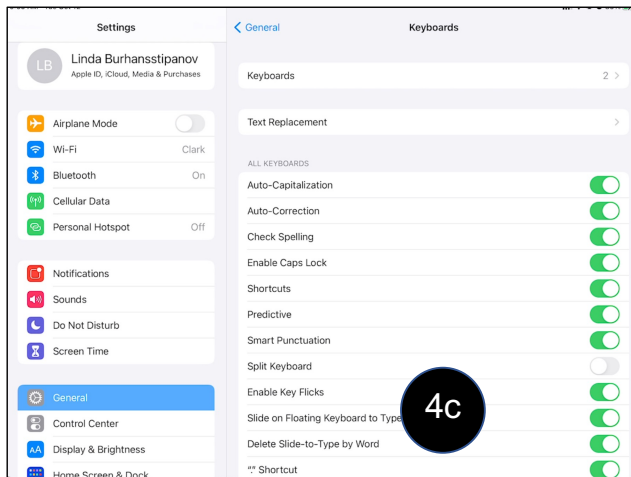 Settings
General
Keyboards
LB
Linda Burhansstipanov
Apple ID, iCloud, Media & Purchases
Airplane Mode
Wi-Fi Clark
Bluetooth On
Cellular Data
Personal Hotspot Off
Notifications
Sounds
Do Not Disturb
Screen Time
General
Control Center
AA Display & Brightness
Home Screen & Dock
Keyboards 2
Text Replacement
ALL KEYBOARDS
Auto-Capitalization
Auto-Correction
Check Spelling
Enable Caps Lock
Shortcuts
Predictive
Smart Punctuation
Split Keyboard
Enable Key Flicks
Slide on Floating Keyboard to Type
4c
Delete Slide-to-Type by Word
"." Shortcut